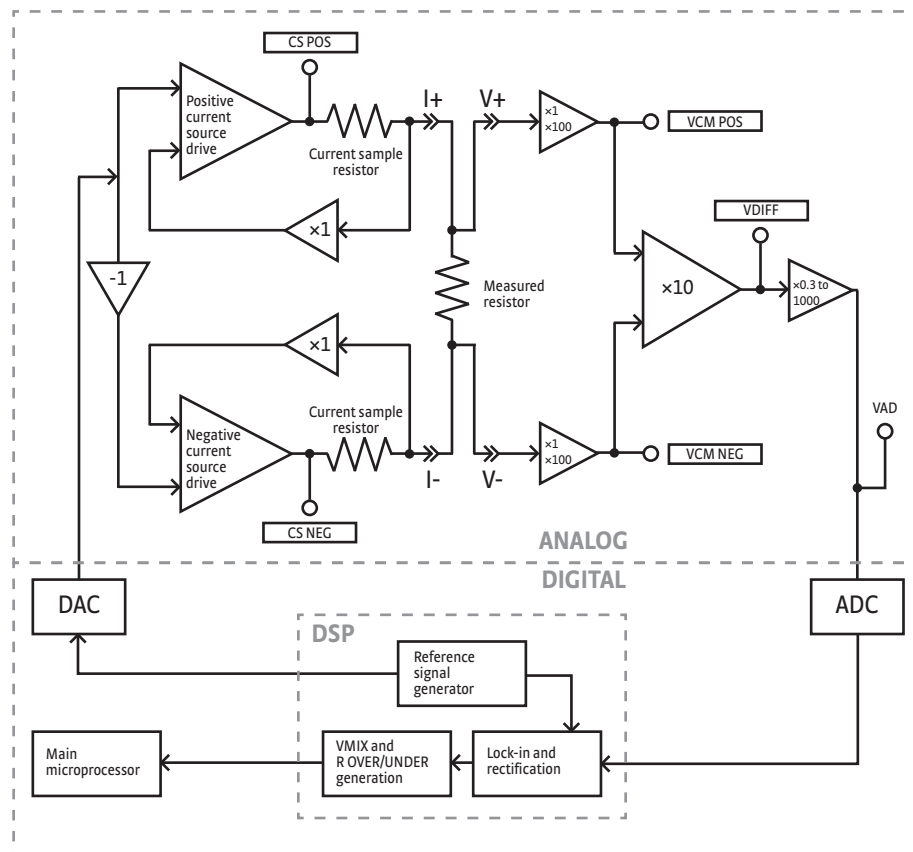 CS POS
Positive
current
source
drive
Current sample
resistor
I+
V+
×1
×100
VCM POS
×1
VDIFF
-1
Measured
resistor
×10
×0.3 to
1000
×1
Negative
current
source
drive
Current sample
resistor
I-
V-
×1
×100
VCM NEG
VAD
CS NEG
ANALOG
DIGITAL
DAC
ADC
DSP
Reference
signal
generator
Main
microprocessor
VMIX and
R OVER/UNDER
generation
Lock-in and
rectification